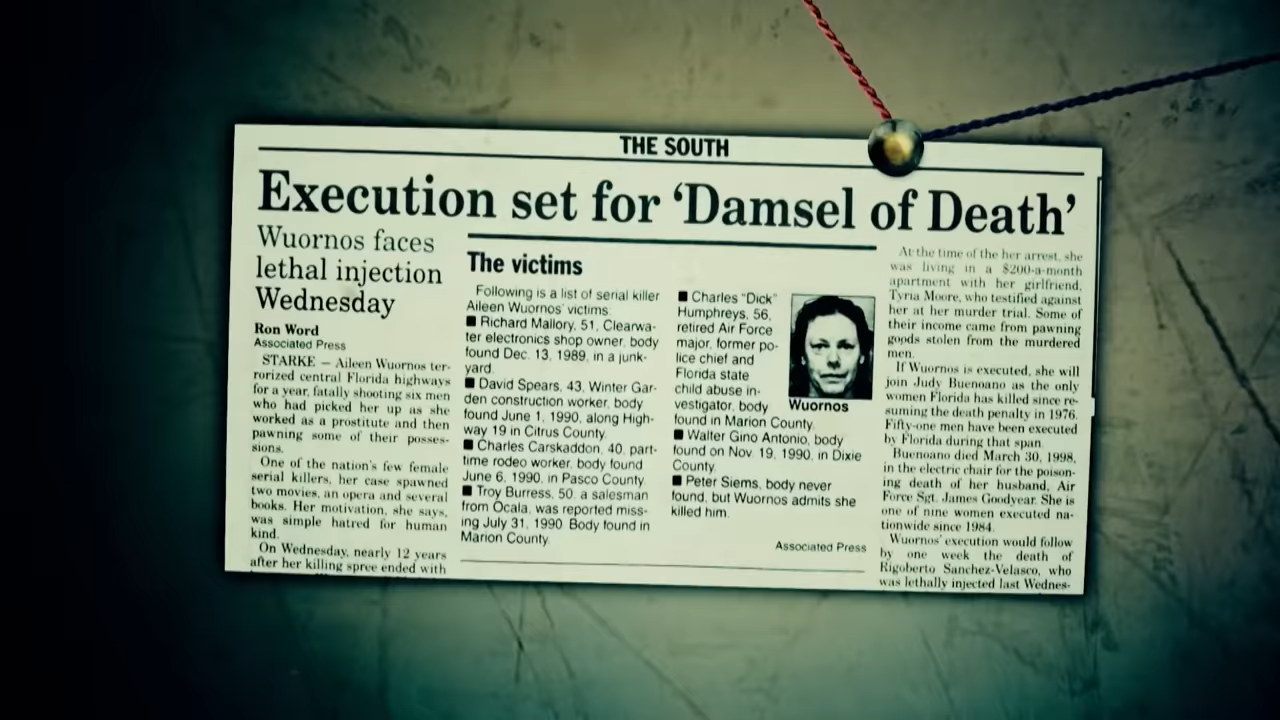 THE SOUTH
Execution set for ‘Damsel of Death’
Wuornos faces
lethal injection
Wednesday
Ron Word
Associated Press
STARKE — Aileen Wuornos ter-
rorized central Florida highways
for a year, fatally shooting six men
who had picked her up as she
worked as a prostitute and then
pawning some of their posses-
sions.
One of the nation's few female
serial killers, her case spawned
two movies, an opera and several
books. Her motivation, she says,
was simple hatred for human
kind.
On Wednesday, nearly 12 years
after her killing spree ended with
The victims
Following is a list of serial killer
Aileen Wuornos' victims:
■ Richard Mallory, 51, Clearwa-
ter electronics shop owner, body
found Dec. 13, 1989, in a junk-
yard.
■ David Spears, 43, Winter Gar-
den construction worker, body
found June 1, 1990, along High-
way 19 in Citrus County.
■ Charles Carskaddon, 40, part-
time rodeo worker, body found
June 6, 1990, in Pasco County.
■ Troy Burress, 50, a salesman
from Ocala, was reported miss-
ing July 31, 1990. Body found in
Marion County.
■ Charles “Dick”
Humphreys, 56,
retired Air Force
major, former po-
lice chief and
Florida state
child abuse in-
vestigator, body
found in Marion County.
■ Walter Gino Antonio, body
found on Nov. 19, 1990, in Dixie
County.
■ Peter Siems, body never
found, but Wuornos admits she
killed him.
Associated Press
Wuornos
At the time of her arrest, she
was living in a $200-a-month
apartment with her girlfriend,
Tyria Moore, who testified against
her at her murder trial. Some of
their income came from pawning
goods stolen from the murdered
men.
If Wuornos is executed, she will
join Judy Buenoano as the only
women Florida has killed since re-
suming the death penalty in 1976.
Fifty-one men have been executed
by Florida during that span.
Buenoano died March 30, 1998,
in the electric chair for the poison-
ing death of her husband, Air
Force Sgt. James Goodyear. She is
one of nine women executed na-
tionwide since 1984.
Wuornos' execution would follow
by one week the death of
Rigoberto Sanchez-Velasco, who
was lethally injected last Wednes-